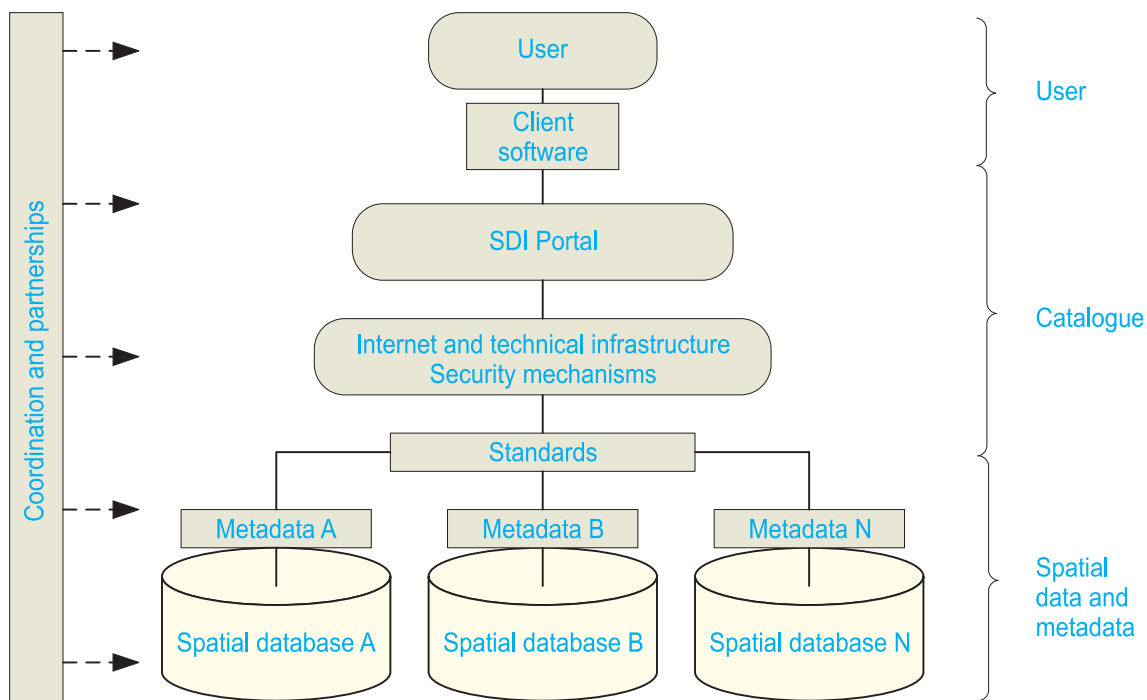 Coordination and partnerships
User
Client
software
SDI Portal
Internet and technical infrastructure
Security mechanisms
Standards
Metadata A
Metadata B
Metadata N
Spatial database A
Spatial database B
Spatial database N
User
Catalogue
Spatial
data and
metadata